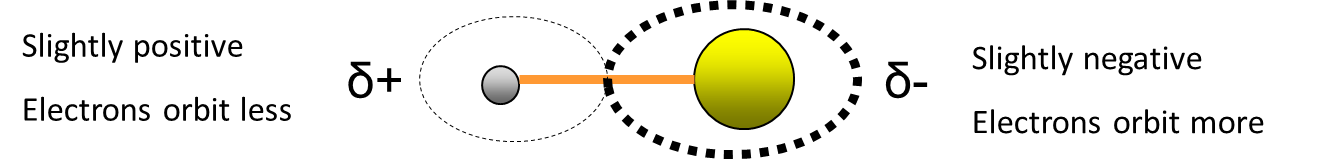 Slightly positive
Electrons orbit less
δ+
δ-
Slightly negative
Electrons orbit more